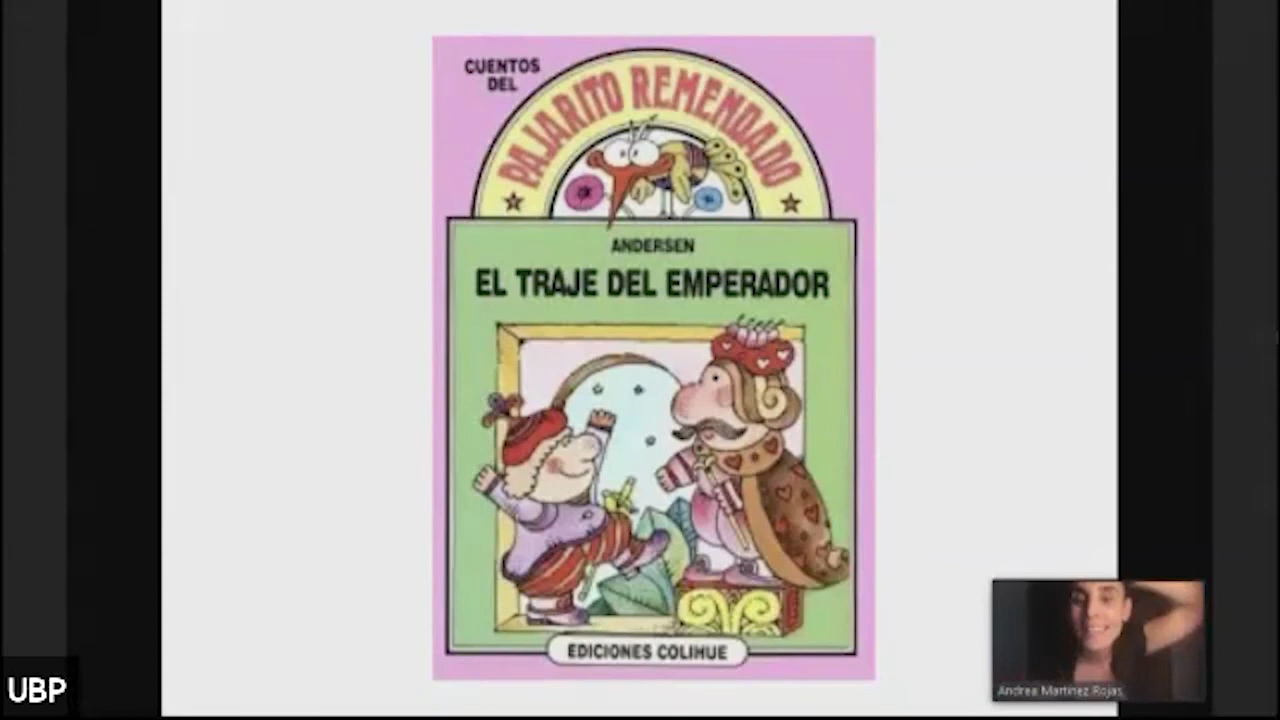 CUENTOS
DEL
PAJARITO REMENDADO
ANDERSEN
EL TRAJE DEL EMPERADOR
EDICIONES COLIHUE
UBP
Andrea Martinez Rojas